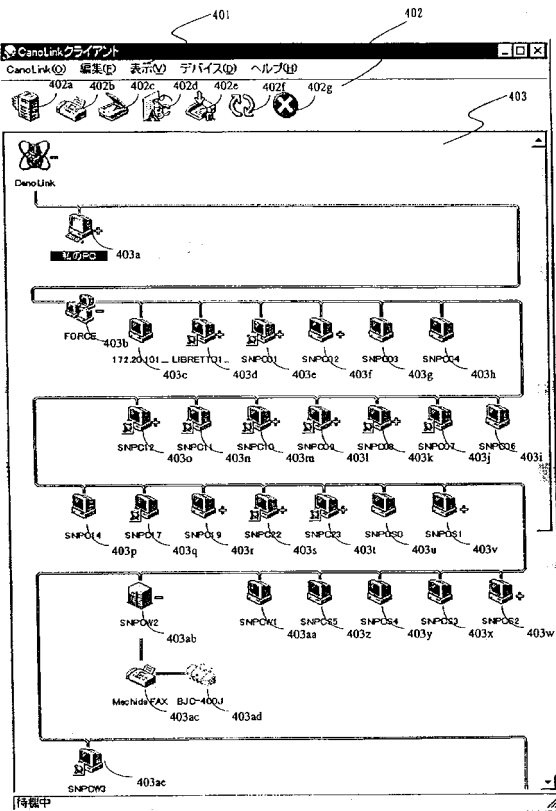 401
402
CanoLinkクライアント
CanoLink(O) 編集(E) 表示(V) デバイス(D) ヘルプ(H)
402a 402b 402c 402d 402e 402f 402g
403
CanoLink
私のPC 403a
FORCE 403b
172.20.101... LIBRETTO1... SNPC01 SNPC02 SNPC03 SNPC04
403c 403d 403e 403f 403g 403h
SNPC12 SNPC11 SNPC10 SNPC09 SNPC08 SNPC07 SNPC06
403o 403n 403m 403l 403k 403j 403i
SNPC14 SNPC17 SNPC19 SNPC22 SNPC23 SNPCS0 SNPCS1
403p 403q 403r 403s 403t 403u 403v
SNPCW2 SNPCW1 SNPCS5 SNPCS4 SNPCS3 SNPCS2
403ab 403aa 403z 403y 403x 403w
Machida FAX BJC-400J
403ac 403ad
SNPCW3 403ae
待機中